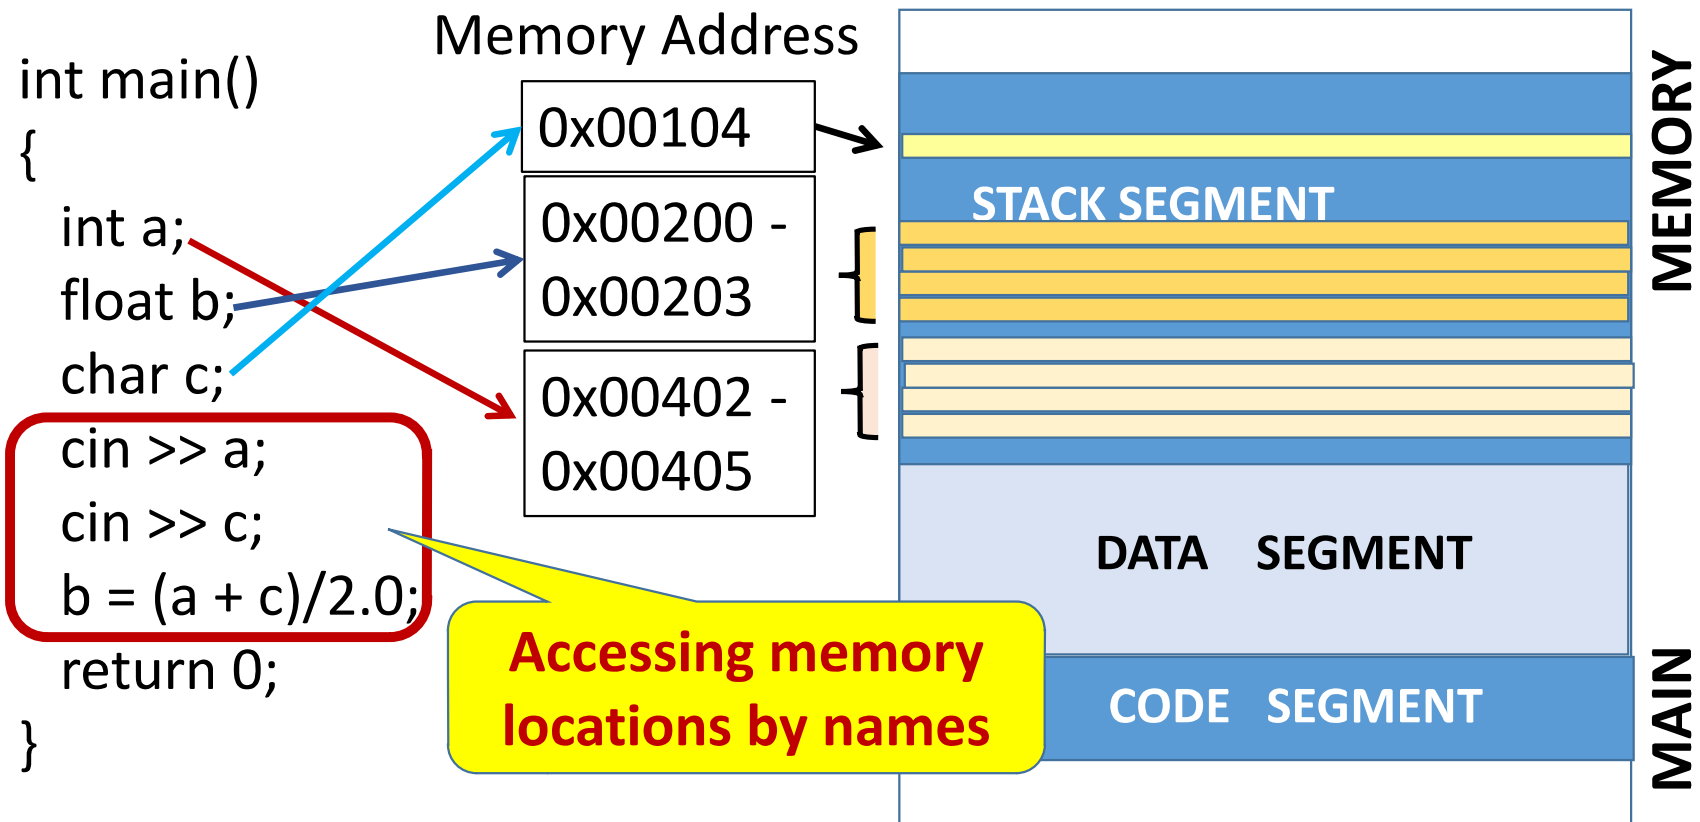 int main()
{
int a;
float b;
char c;
cin >> a;
cin >> c;
b = (a + c)/2.0;
return 0;
}
Memory Address
0x00104
0x00200 -
0x00203
0x00402 -
0x00405
Accessing memory
locations by names
STACK SEGMENT
DATA SEGMENT
CODE SEGMENT
MAIN MEMORY